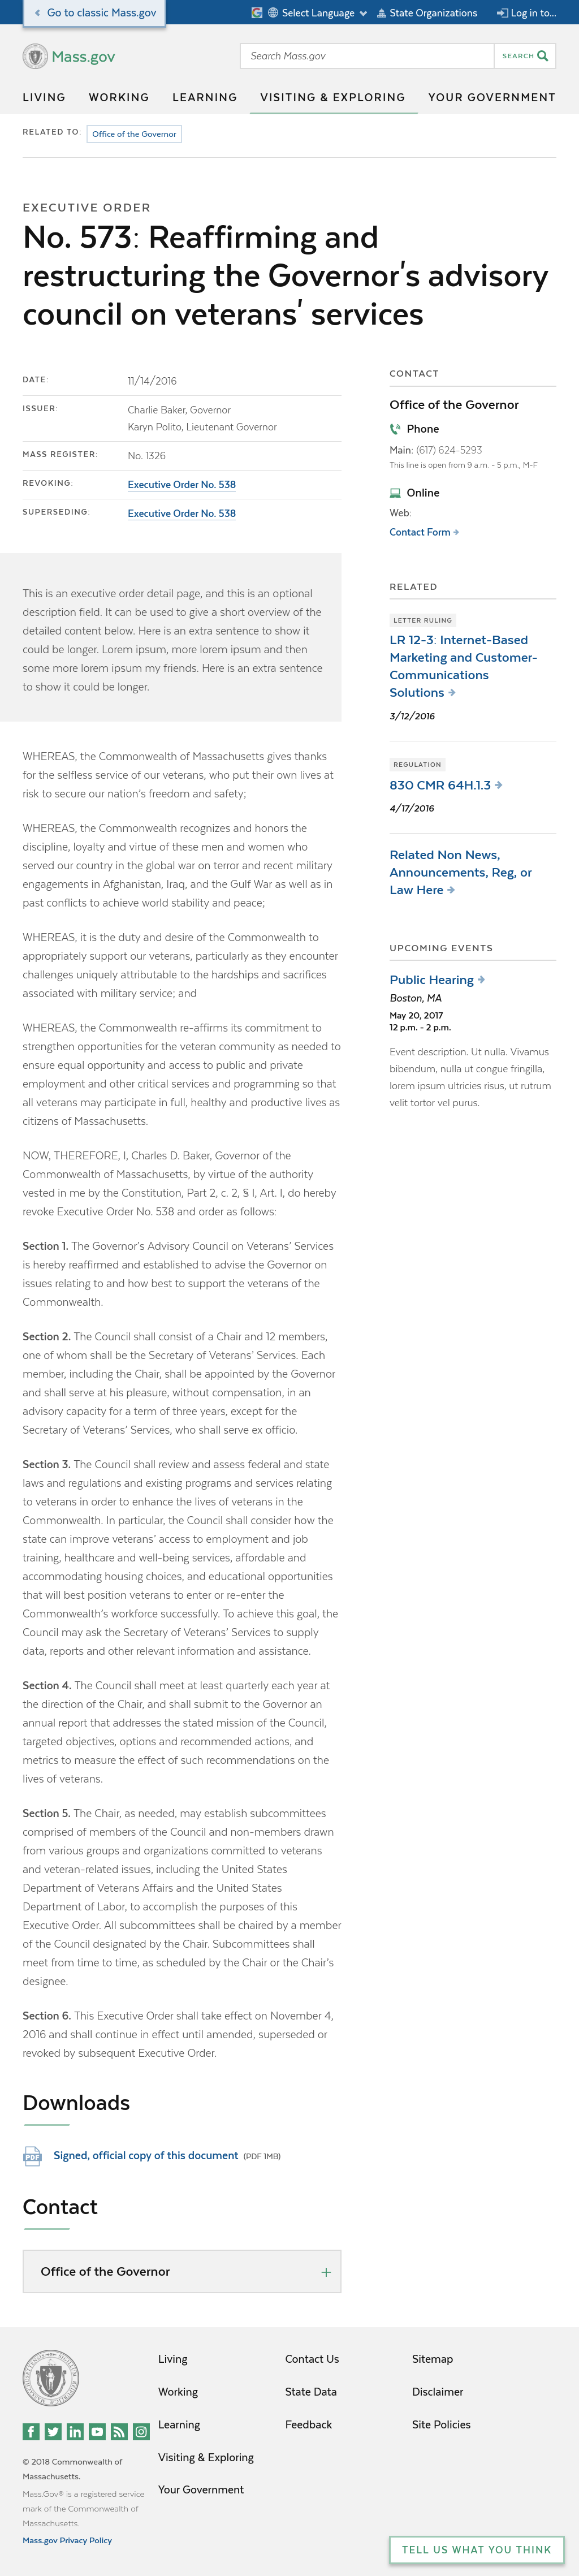 Go to classic Mass.gov
Select Language
State Organizations
Log in to...
Mass.gov
Search Mass.gov
SEARCH
LIVING
WORKING
LEARNING
VISITING & EXPLORING
YOUR GOVERNMENT
RELATED TO:
Office of the Governor
EXECUTIVE ORDER
No. 573: Reaffirming and
restructuring the Governor's advisory
council on veterans' services
DATE:
11/14/2016
ISSUER:
Charlie Baker, Governor
Karyn Polito, Lieutenant Governor
MASS REGISTER:
No. 1326
REVOKING:
Executive Order No. 538
SUPERSEDING:
Executive Order No. 538
This is an executive order detail page, and this is an optional
description field. It can be used to give a short overview of the
detailed content below. Here is an extra sentence to show it
could be longer. Lorem ipsum, more lorem ipsum and then
some more lorem ipsum my friends. Here is an extra sentence
to show it could be longer.
WHEREAS, the Commonwealth of Massachusetts gives thanks
for the selfless service of our veterans, who put their own lives at
risk to secure our nation's freedom and safety;
WHEREAS, the Commonwealth recognizes and honors the
discipline, loyalty and virtue of these men and women who
served our country in the global war on terror and recent military
engagements in Afghanistan, Iraq, and the Gulf War as well as in
past conflicts to achieve world stability and peace;
WHEREAS, it is the duty and desire of the Commonwealth to
appropriately support our veterans, particularly as they encounter
challenges uniquely attributable to the hardships and sacrifices
associated with military service; and
WHEREAS, the Commonwealth re-affirms its commitment to
strengthen opportunities for the veteran community as needed to
ensure equal opportunity and access to public and private
employment and other critical services and programming so that
all veterans may participate in full, healthy and productive lives as
citizens of Massachusetts.
NOW, THEREFORE, I, Charles D. Baker, Governor of the
Commonwealth of Massachusetts, by virtue of the authority
vested in me by the Constitution, Part 2, c. 2, § I, Art. I, do hereby
revoke Executive Order No. 538 and order as follows:
Section 1. The Governor's Advisory Council on Veterans' Services
is hereby reaffirmed and established to advise the Governor on
issues relating to and how best to support the veterans of the
Commonwealth.
Section 2. The Council shall consist of a Chair and 12 members,
one of whom shall be the Secretary of Veterans' Services. Each
member, including the Chair, shall be appointed by the Governor
and shall serve at his pleasure, without compensation, in an
advisory capacity for a term of three years, except for the
Secretary of Veterans' Services, who shall serve ex officio.
Section 3. The Council shall review and assess federal and state
laws and regulations and existing programs and services relating
to veterans in order to enhance the lives of veterans in the
Commonwealth. In particular, the Council shall consider how the
state can improve veterans' access to employment and job
training, healthcare and well-being services, affordable and
accommodating housing choices, and educational opportunities
that will best position veterans to enter or re-enter the
Commonwealth's workforce successfully. To achieve this goal, the
Council may ask the Secretary of Veterans' Services to supply
data, reports and other relevant information and assistance.
Section 4. The Council shall meet at least quarterly each year at
the direction of the Chair, and shall submit to the Governor an
annual report that addresses the stated mission of the Council,
targeted objectives, options and recommended actions, and
metrics to measure the effect of such recommendations on the
lives of veterans.
Section 5. The Chair, as needed, may establish subcommittees
comprised of members of the Council and non-members drawn
from various groups and organizations committed to veterans
and veteran-related issues, including the United States
Department of Veterans Affairs and the United States
Department of Labor, to accomplish the purposes of this
Executive Order. All subcommittees shall be chaired by a member
of the Council designated by the Chair. Subcommittees shall
meet from time to time, as scheduled by the Chair or the Chair's
designee.
Section 6. This Executive Order shall take effect on November 4,
2016 and shall continue in effect until amended, superseded or
revoked by subsequent Executive Order.
Downloads
PDF
Signed, official copy of this document (PDF 1MB)
Contact
Office of the Governor
CONTACT
Office of the Governor
Phone
Main: (617) 624-5293
This line is open from 9 a.m. - 5 p.m., M-F
Online
Web:
Contact Form
RELATED
LETTER RULING
LR 12-3: Internet-Based
Marketing and Customer-
Communications
Solutions
3/12/2016
REGULATION
830 CMR 64H.1.3
4/17/2016
Related Non News,
Announcements, Reg, or
Law Here
UPCOMING EVENTS
Public Hearing
Boston, MA
May 20, 2017
12 p.m. - 2 p.m.
Event description. Ut nulla. Vivamus
bibendum, nulla ut congue fringilla,
lorem ipsum ultricies risus, ut rutrum
velit tortor vel purus.
© 2018 Commonwealth of
Massachusetts.
Mass.Gov® is a registered service
mark of the Commonwealth of
Massachusetts.
Mass.gov Privacy Policy
Living
Working
Learning
Visiting & Exploring
Your Government
Contact Us
State Data
Feedback
Sitemap
Disclaimer
Site Policies
TELL US WHAT YOU THINK